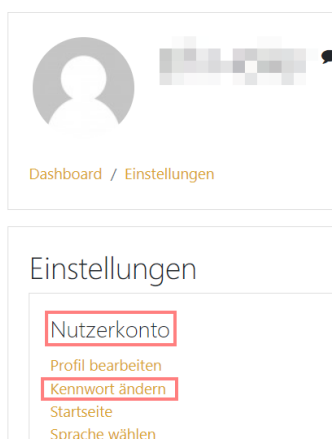 Dashboard / Einstellungen
Einstellungen
Nutzerkonto
Profil bearbeiten
Kennwort ändern
Startseite
Sprache wählen